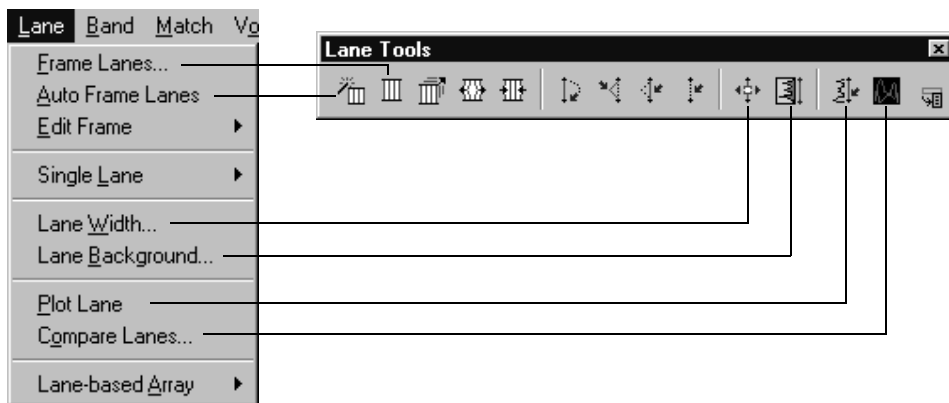 Lane Band Match
Lane Tools
Frame Lanes...
Auto Frame Lanes
Edit Frame
Single Lane
Lane Width...
Lane Background...
Plot Lane
Compare Lanes...
Lane-based Array